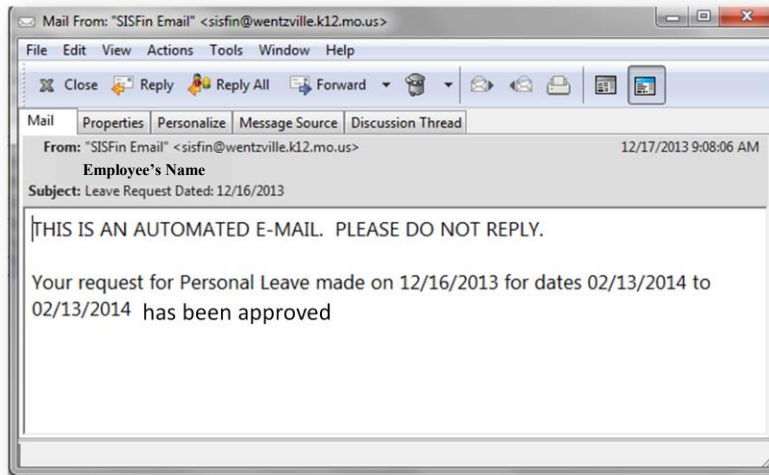 Mail From: "SISFin Email" <sisfin@wentzville.k12.mo.us>
File Edit View Actions Tools Window Help
Close Reply Reply All Forward
Mail Properties Personalize Message Source Discussion Thread
From: "SISFin Email" <sisfin@wentzville.k12.mo.us> 12/17/2013 9:08:06 AM
Employee's Name
Subject: Leave Request Dated: 12/16/2013
THIS IS AN AUTOMATED E-MAIL. PLEASE DO NOT REPLY.
Your request for Personal Leave made on 12/16/2013 for dates 02/13/2014 to
02/13/2014 has been approved